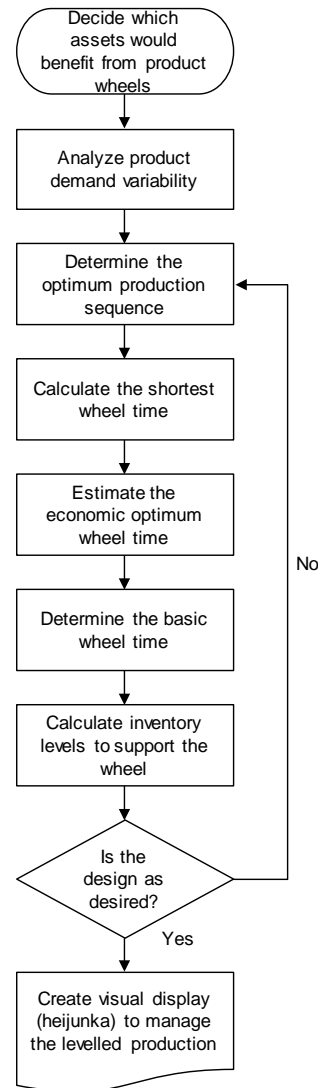 Decide which
assets would
benefit from product
wheels
Analyze product
demand variability
Determine the
optimum production
sequence
Calculate the shortest
wheel time
Estimate the
economic optimum
wheel time
No
Determine the basic
wheel time
Calculate inventory
levels to support the
wheel
Is the
design as
desired?
Yes
Create visual display
(heijunka) to manage
the levelled production